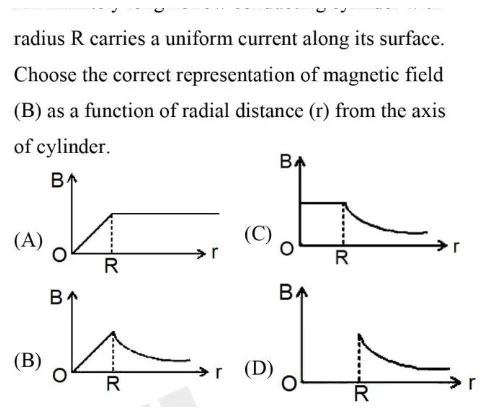 radius R carries a uniform current along its surface.
Choose the correct representation of magnetic field
(B) as a function of radial distance (r) from the axis
of cylinder.
(A) B O R r
(C) B O R r
(B) B O R r
(D) B O R r